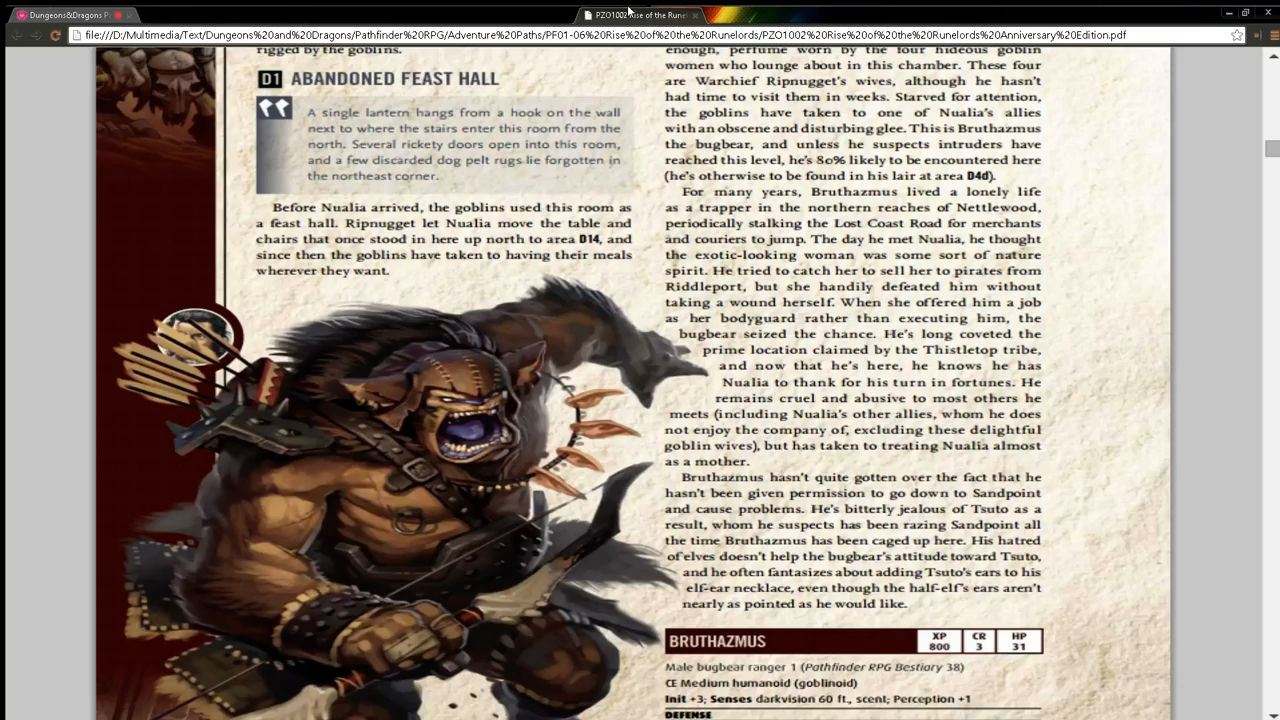 Dungeons&Dragons P
PZO1002 Rise of the Rune
file:///D:/Multimedia/Text/Dungeons%20and%20Dragons/Pathfinder%20RPG/Adventure%20Paths/PF01-06%20Rise%20of%20the%20Runelords/PZO1002%20Rise%20of%20the%20Runelords%20Anniversary%20Edition.pdf
rigged by the goblins.
D1 ABANDONED FEAST HALL
A single lantern hangs from a hook on the wall
next to where the stairs enter this room from the
north. Several rickety doors open into this room,
and a few discarded dog pelt rugs lie forgotten in
the northeast corner.
Before Nualia arrived, the goblins used this room as
a feast hall. Ripnugget let Nualia move the table and
chairs that once stood in here up north to area D14, and
since then the goblins have taken to having their meals
wherever they want.
enough, perfume worn by the four hideous goblin
women who lounge about in this chamber. These four
are Warchief Ripnugget's wives, although he hasn't
had time to visit them in weeks. Starved for attention,
the goblins have taken to one of Nualia's allies
with an obscene and disturbing glee. This is Bruthazmus
the bugbear, and unless he suspects intruders have
reached this level, he's 80% likely to be encountered here
(he's otherwise to be found in his lair at area D4d).
For many years, Bruthazmus lived a lonely life
as a trapper in the northern reaches of Nettlewood,
periodically stalking the Lost Coast Road for merchants
and couriers to jump. The day he met Nualia, he thought
the exotic-looking woman was some sort of nature
spirit. He tried to catch her to sell her to pirates from
Riddleport, but she handily defeated him without
taking a wound herself. When she offered him a job
as her bodyguard rather than executing him, the
bugbear seized the chance. He's long coveted the
prime location claimed by the Thistletop tribe,
and now that he's here, he knows he has
Nualia to thank for his turn in fortunes. He
remains cruel and abusive to most others he
meets (including Nualia's other allies, whom he does
not enjoy the company of, excluding these delightful
goblin wives), but has taken to treating Nualia almost
as a mother.
Bruthazmus hasn't quite gotten over the fact that he
hasn't been given permission to go down to Sandpoint
and cause problems. He's bitterly jealous of Tsuto as a
result, whom he suspects has been razing Sandpoint all
the time Bruthazmus has been caged up here. His hatred
of elves doesn't help the bugbear's attitude toward Tsuto,
and he often fantasizes about adding Tsuto's ears to his
elf-ear necklace, even though the half-elf's ears aren't
nearly as pointed as he would like.
BRUTHAZMUS XP 800 CR 3 HP 31
Male bugbear ranger 1 (Pathfinder RPG Bestiary 38)
CE Medium humanoid (goblinoid)
Init +3; Senses darkvision 60 ft., scent; Perception +1
DEFENSE